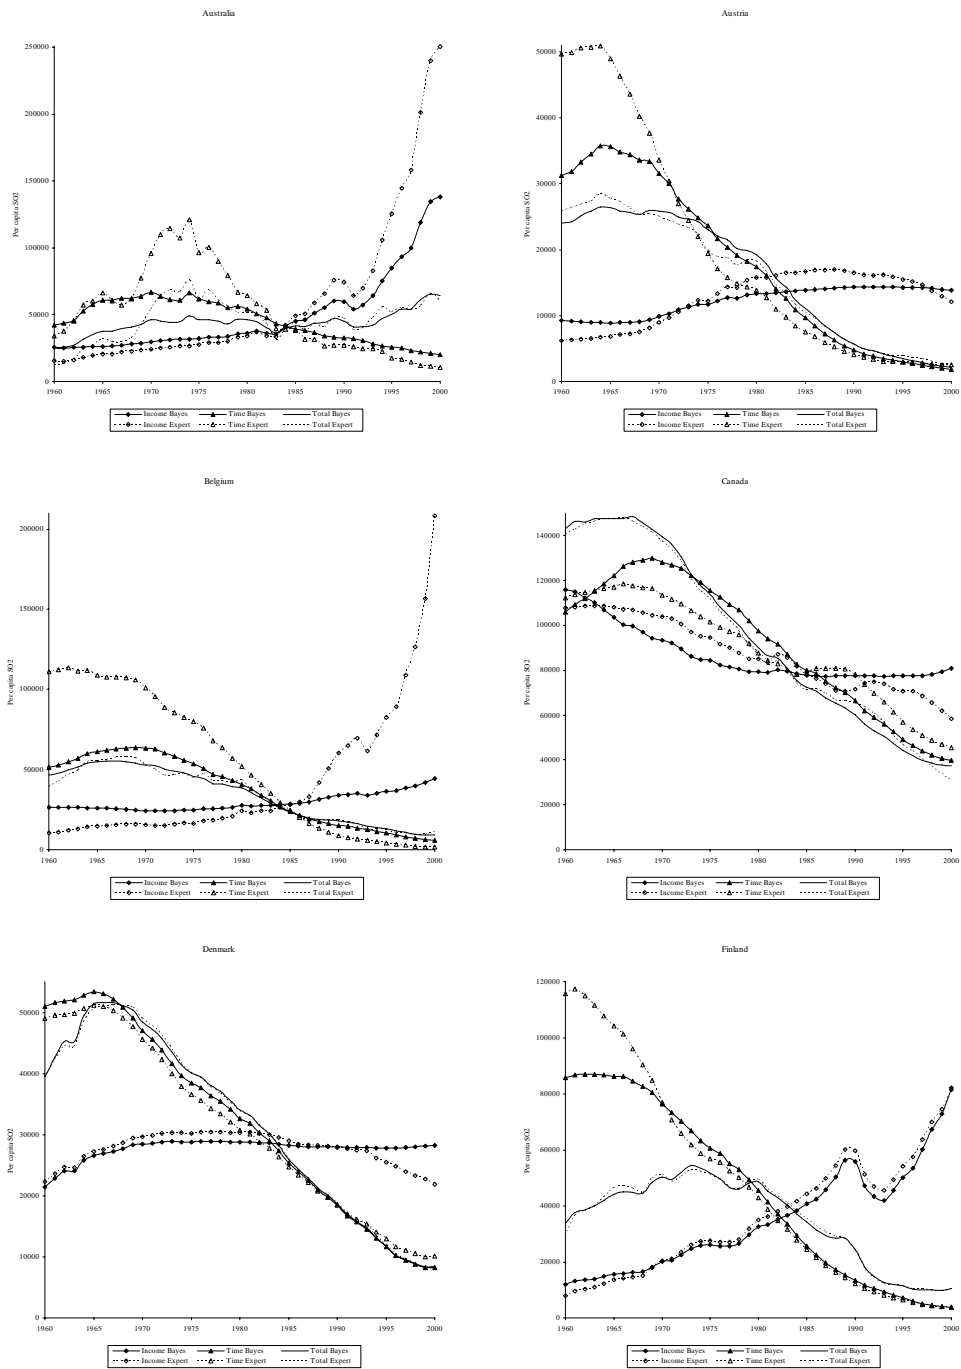 Australia
Per capita SO2
250000
200000
150000
100000
50000
0
1960 1965 1970 1975 1980 1985 1990 1995 2000
Income Bayes Time Bayes Total Bayes
Income Expert Time Expert Total Expert
Austria
Per capita SO2
50000
40000
30000
20000
10000
0
1960 1965 1970 1975 1980 1985 1990 1995 2000
Income Bayes Time Bayes Total Bayes
Income Expert Time Expert Total Expert
Belgium
Per capita SO2
200000
150000
100000
50000
0
1960 1965 1970 1975 1980 1985 1990 1995 2000
Income Bayes Time Bayes Total Bayes
Income Expert Time Expert Total Expert
Canada
Per capita SO2
140000
120000
100000
80000
60000
40000
20000
0
1960 1965 1970 1975 1980 1985 1990 1995 2000
Income Bayes Time Bayes Total Bayes
Income Expert Time Expert Total Expert
Denmark
Per capita SO2
50000
40000
30000
20000
10000
0
1960 1965 1970 1975 1980 1985 1990 1995 2000
Income Bayes Time Bayes Total Bayes
Income Expert Time Expert Total Expert
Finland
Per capita SO2
120000
100000
80000
60000
40000
20000
0
1960 1965 1970 1975 1980 1985 1990 1995 2000
Income Bayes Time Bayes Total Bayes
Income Expert Time Expert Total Expert